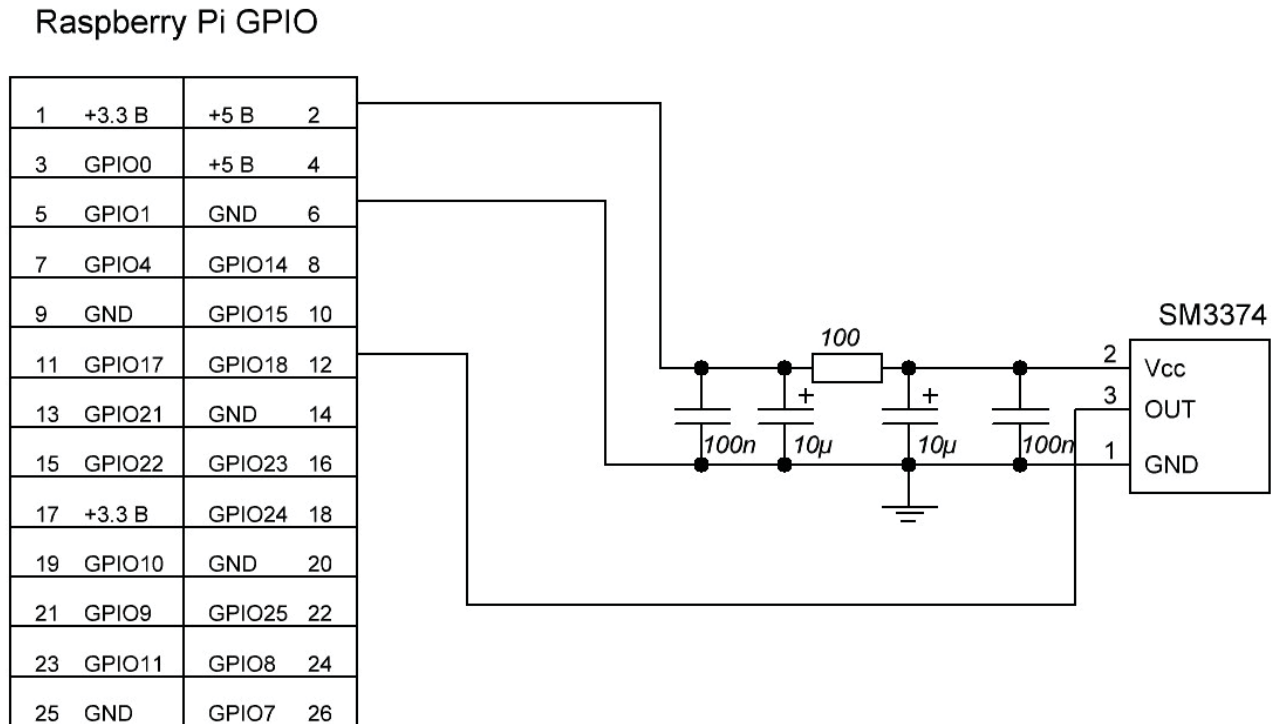 Raspberry Pi GPIO
1 +3.3 В +5 В 2
3 GPIO0 +5 В 4
5 GPIO1 GND 6
7 GPIO4 GPIO14 8
9 GND GPIO15 10
11 GPIO17 GPIO18 12
13 GPIO21 GND 14
15 GPIO22 GPIO23 16
17 +3.3 В GPIO24 18
19 GPIO10 GND 20
21 GPIO9 GPIO25 22
23 GPIO11 GPIO8 24
25 GND GPIO7 26
SM3374
100
2 Vcc
+ +
3 OUT
100n 10µ 10µ 100n
1 GND